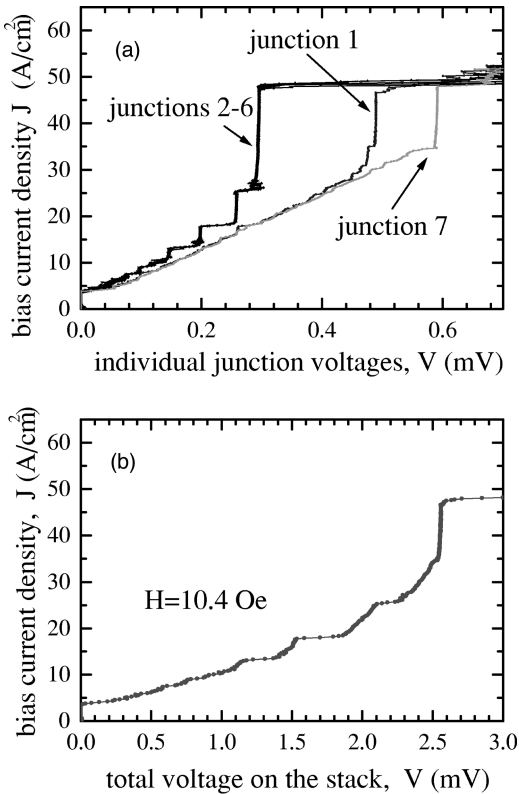 bias current density J (A/cm²)
60
50
40
30
20
10
0
(a)
junction 1
junctions 2-6
junction 7
0.0 0.2 0.4 0.6
individual junction voltages, V (mV)
bias current density, J (A/cm²)
60
50
40
30
20
10
0
(b)
H=10.4 Oe
0.0 0.5 1.0 1.5 2.0 2.5 3.0
total voltage on the stack, V (mV)